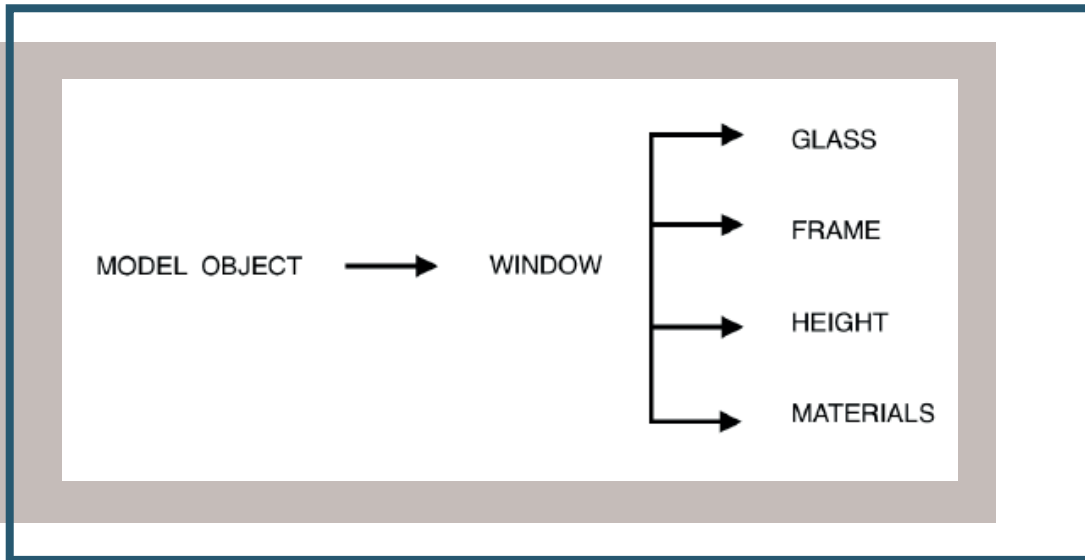 MODEL OBJECT
WINDOW
GLASS
FRAME
HEIGHT
MATERIALS